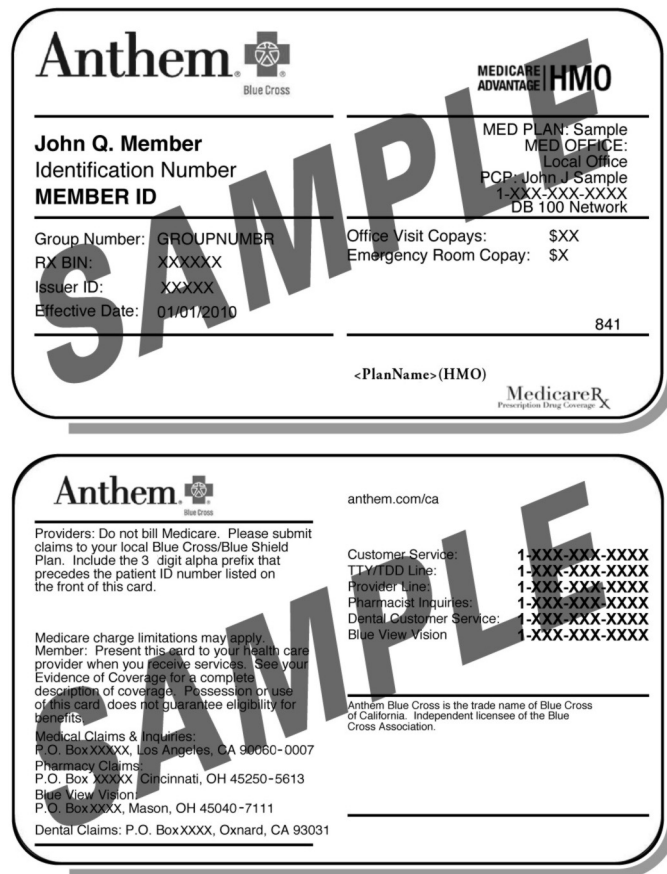 Anthem
Blue Cross
MEDICARE ADVANTAGE | HMO
John Q. Member
Identification Number
MEMBER ID
MED PLAN: Sample
MED OFFICE:
Local Office
PCP: John J Sample
1-XXX-XXX-XXXX
DB 100 Network
Group Number: GROUPNUMBR
RX BIN: XXXXXX
Issuer ID: XXXXX
Effective Date: 01/01/2010
Office Visit Copays: $XX
Emergency Room Copay: $X
841
<PlanName>(HMO)
MedicareRx
Prescription Drug Coverage
SAMPLE
Anthem
Blue Cross
Providers: Do not bill Medicare. Please submit
claims to your local Blue Cross/Blue Shield
Plan. Include the 3 digit alpha prefix that
precedes the patient ID number listed on
the front of this card.
Medicare charge limitations may apply.
Member: Present this card to your health care
provider when you receive services. See your
Evidence of Coverage for a complete
description of coverage. Possession or use
of this card does not guarantee eligibility for
benefits.
Medical Claims & Inquiries:
P.O. Box XXXXX, Los Angeles, CA 90060-0007
Pharmacy Claims:
P.O. Box XXXXX Cincinnati, OH 45250-5613
Blue View Vision:
P.O. Box XXXX, Mason, OH 45040-7111
Dental Claims: P.O. Box XXXX, Oxnard, CA 93031
anthem.com/ca
Customer Service: 1-XXX-XXX-XXXX
TTY/TDD Line: 1-XXX-XXX-XXXX
Provider Line: 1-XXX-XXX-XXXX
Pharmacist Inquiries: 1-XXX-XXX-XXXX
Dental Customer Service: 1-XXX-XXX-XXXX
Blue View Vision 1-XXX-XXX-XXXX
Anthem Blue Cross is the trade name of Blue Cross
of California. Independent licensee of the Blue
Cross Association.
SAMPLE